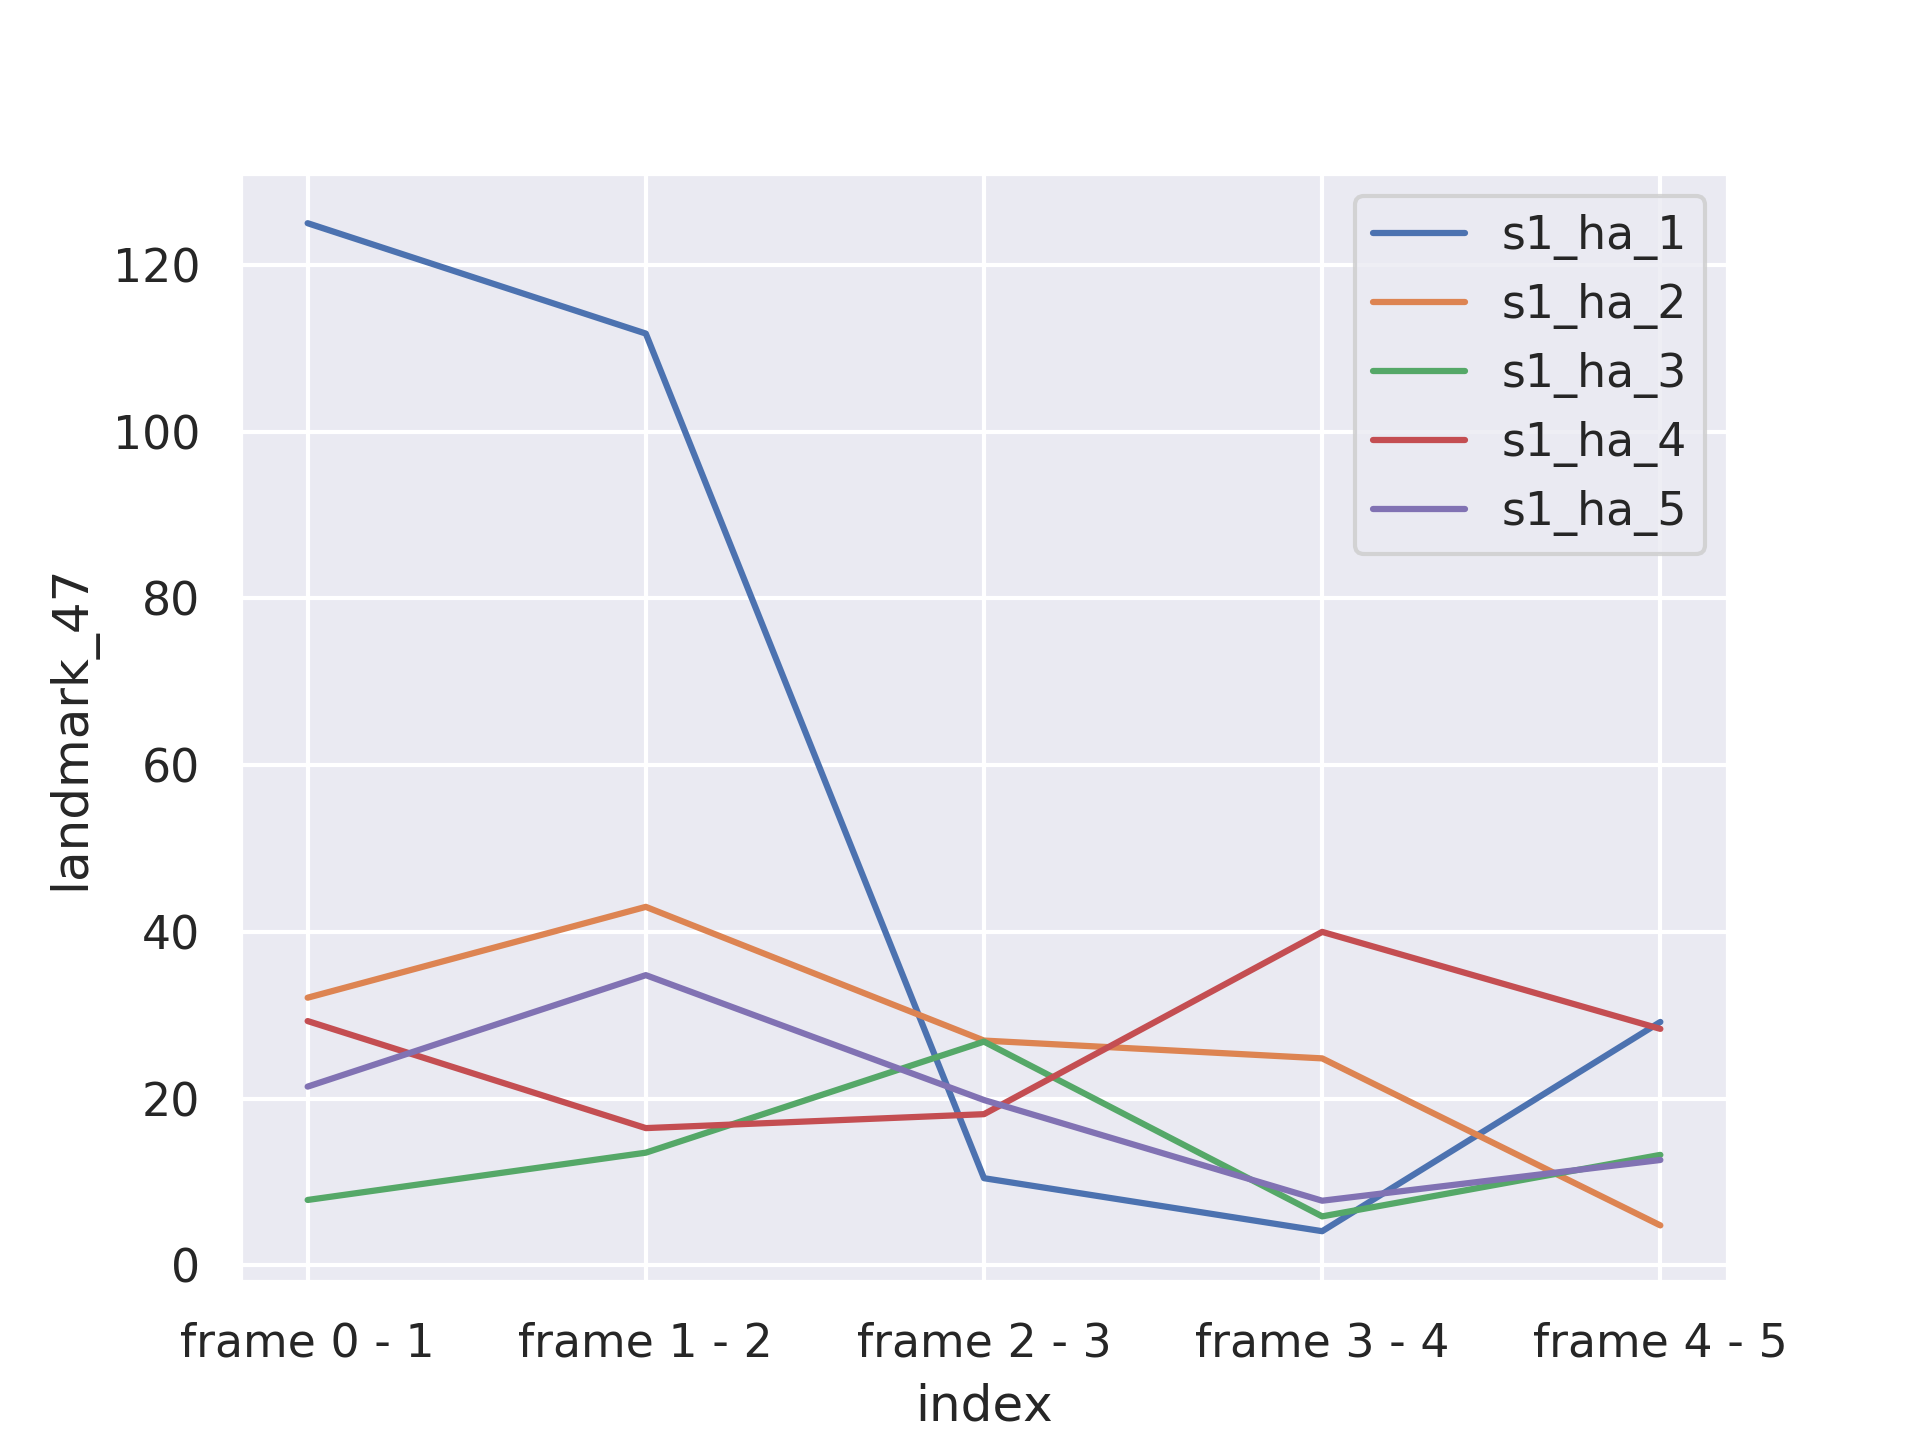 120
100
80
60
40
20
0
landmark_47
s1_ha_1
s1_ha_2
s1_ha_3
s1_ha_4
s1_ha_5
frame 0 - 1
frame 1 - 2
frame 2 - 3
frame 3 - 4
frame 4 - 5
index